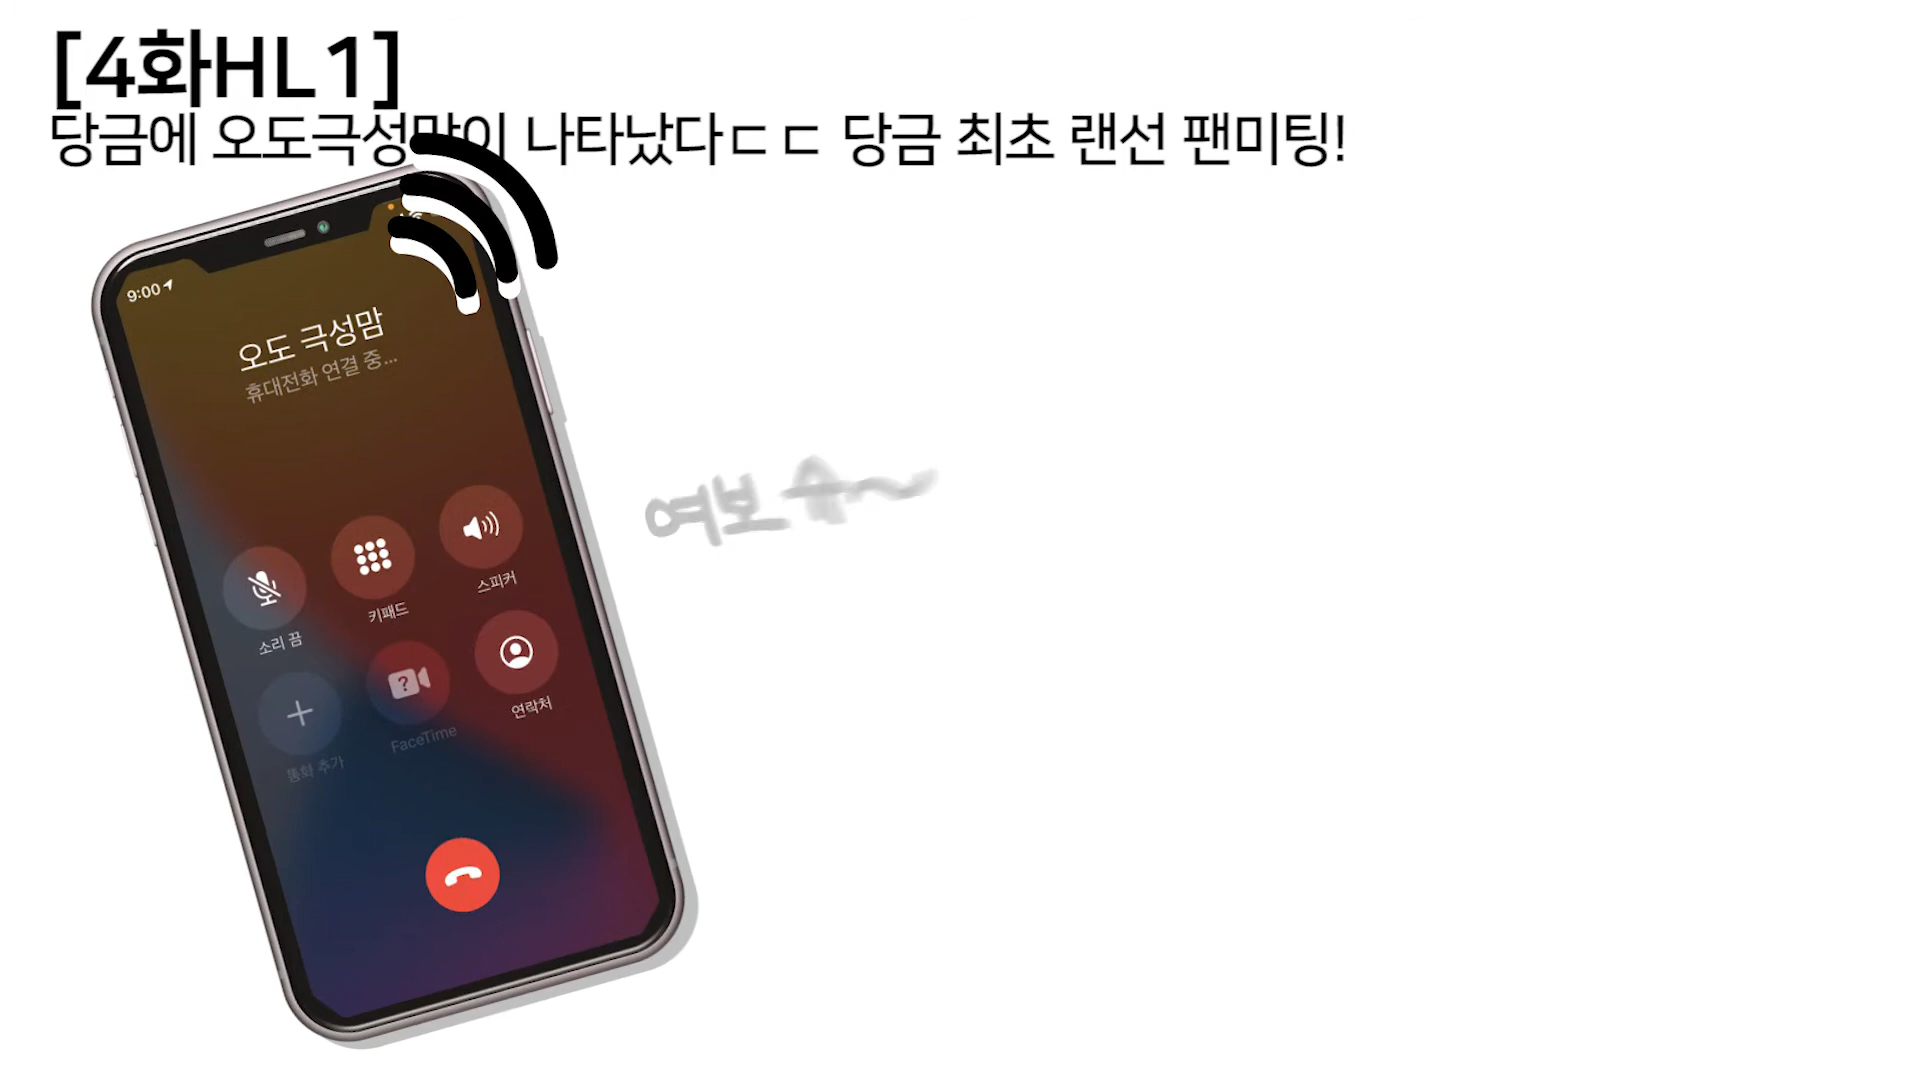 [4화HL1]
당금에 오도극성맘이 나타났다ㄷㄷ 당금 최초 랜선 팬미팅!
9:00
오도 극성맘
휴대전화 연결 중...
여보슈~
소리 끔
키패드
스피커
통화 추가
FaceTime
연락처